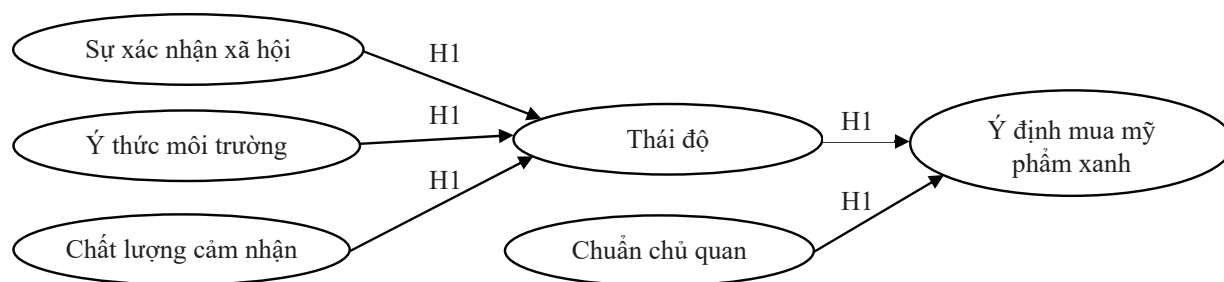 Sự xác nhận xã hội
H1
Ý thức môi trường
H1
Chất lượng cảm nhận
H1
Thái độ
H1
Chuẩn chủ quan
H1
Ý định mua mỹ
phẩm xanh